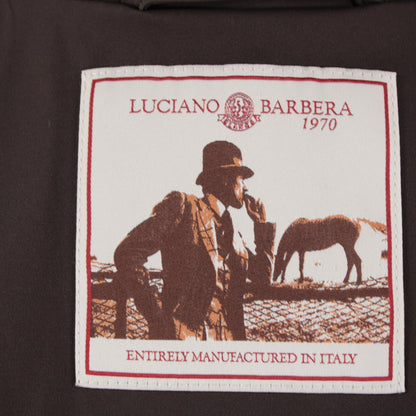 LUCIANO BARBERA
1970
ENTIRELY MANUFACTURED IN ITALY